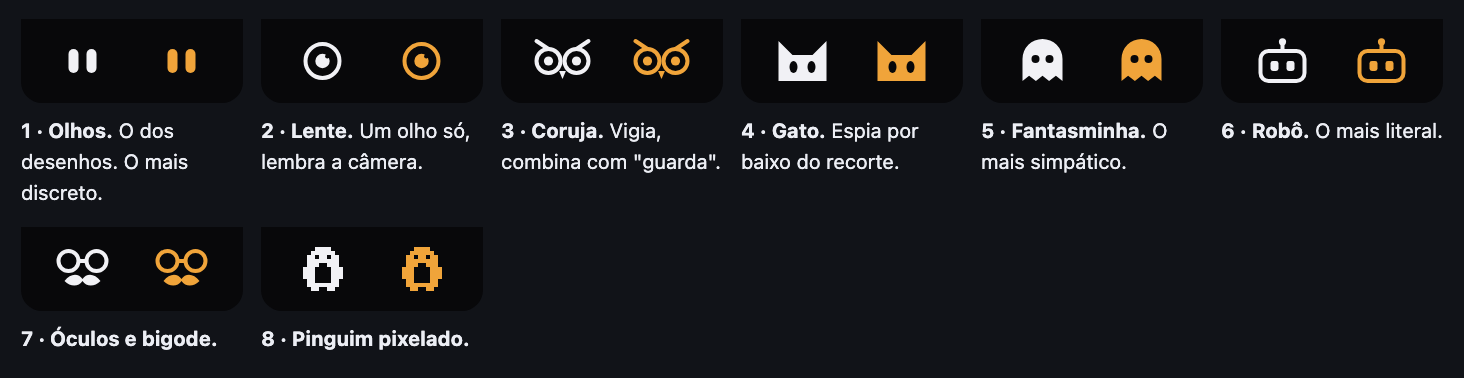 1 · Olhos. O dos
desenhos. O mais
discreto.
2 · Lente. Um olho só,
lembra a câmera.
3 · Coruja. Vigia,
combina com "guarda".
4 · Gato. Espia por
baixo do recorte.
5 · Fantasminha. O
mais simpático.
6 · Robô. O mais literal.
7 · Óculos e bigode.
8 · Pinguim pixelado.